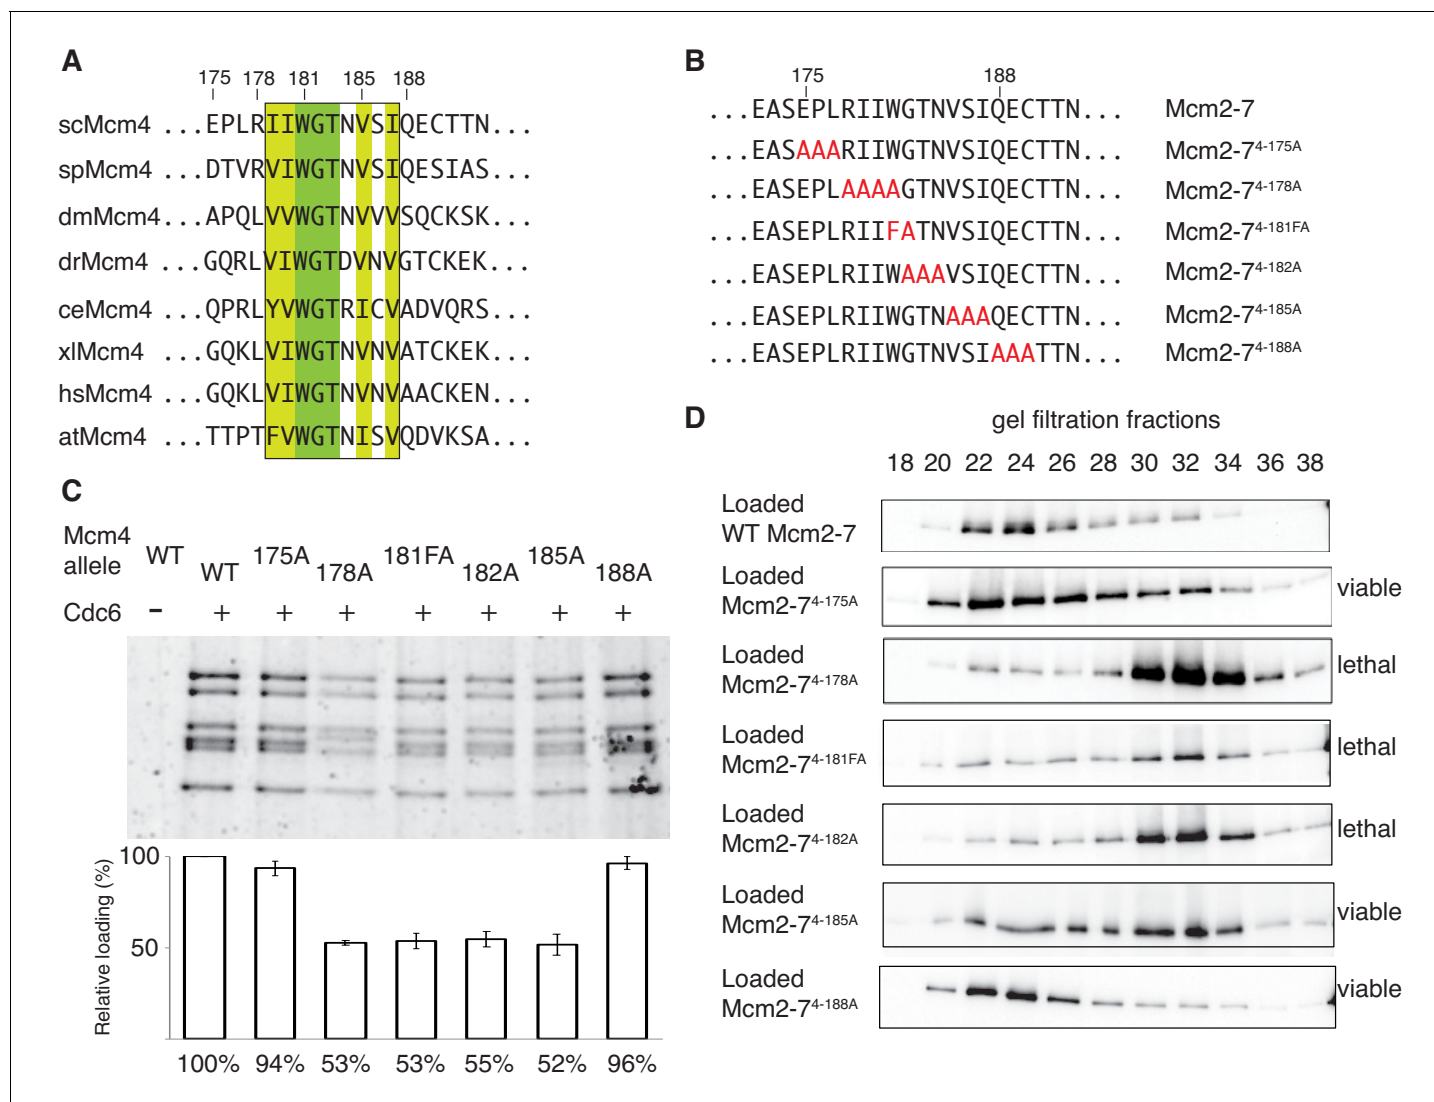 A
175 178 181 185 188
scMcm4 ...EPLRIIWGTNVSIQECTTN...
spMcm4 ...DTVRVIWGTNVSIQESIAS...
dmMcm4 ...APQLVVWGTNVVVSQCKSK...
drMcm4 ...GQRLVIWGTDVNVGTCKEK...
ceMcm4 ...QPRLYVWGTRICVADVQRS...
xlMcm4 ...GQKLVIWGTNVNVATCKEK...
hsMcm4 ...GQKLVIWGTNVNVAACKEN...
atMcm4 ...TTPTFVWGTNISVQDVKSA...
B
175 188
...EASEPLRIIWGTNVSIQECTTN... Mcm2-7
...EASAAARIIWGTNVSIQECTTN... Mcm2-74-175A
...EASEPLAAAAGTNVSIQECTTN... Mcm2-74-178A
...EASEPLRIIFATNVSIQECTTN... Mcm2-74-181FA
...EASEPLRIIWAAAVSIQECTTN... Mcm2-74-182A
...EASEPLRIIWGTNAAAQECTTN... Mcm2-74-185A
...EASEPLRIIWGTNVSIAAATTN... Mcm2-74-188A
C
Mcm4 allele WT WT 175A 178A 181FA 182A 185A 188A
Cdc6 – + + + + + + +
Relative loading (%)
100
50
100% 94% 53% 53% 55% 52% 96%
D
gel filtration fractions
18 20 22 24 26 28 30 32 34 36 38
Loaded
WT Mcm2-7
Loaded
Mcm2-74-175A viable
Loaded
Mcm2-74-178A lethal
Loaded
Mcm2-74-181FA lethal
Loaded
Mcm2-74-182A lethal
Loaded
Mcm2-74-185A viable
Loaded
Mcm2-74-188A viable